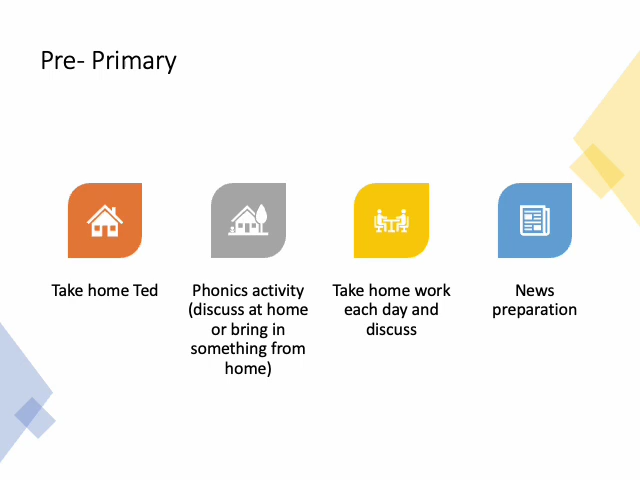 Pre- Primary
Take home Ted
Phonics activity
(discuss at home
or bring in
something from
home)
Take home work
each day and
discuss
News
preparation